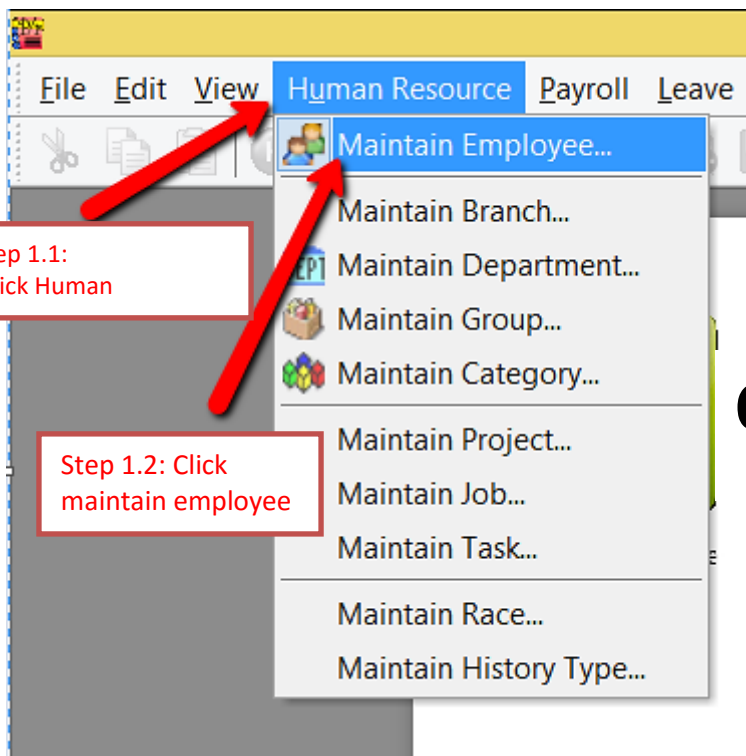 File Edit View Human Resource Payroll Leave
Maintain Employee...
Maintain Branch...
ep 1.1:
ick Human
Maintain Department...
Maintain Group...
Maintain Category...
Maintain Project...
Step 1.2: Click
maintain employee
Maintain Job...
Maintain Task...
Maintain Race...
Maintain History Type...